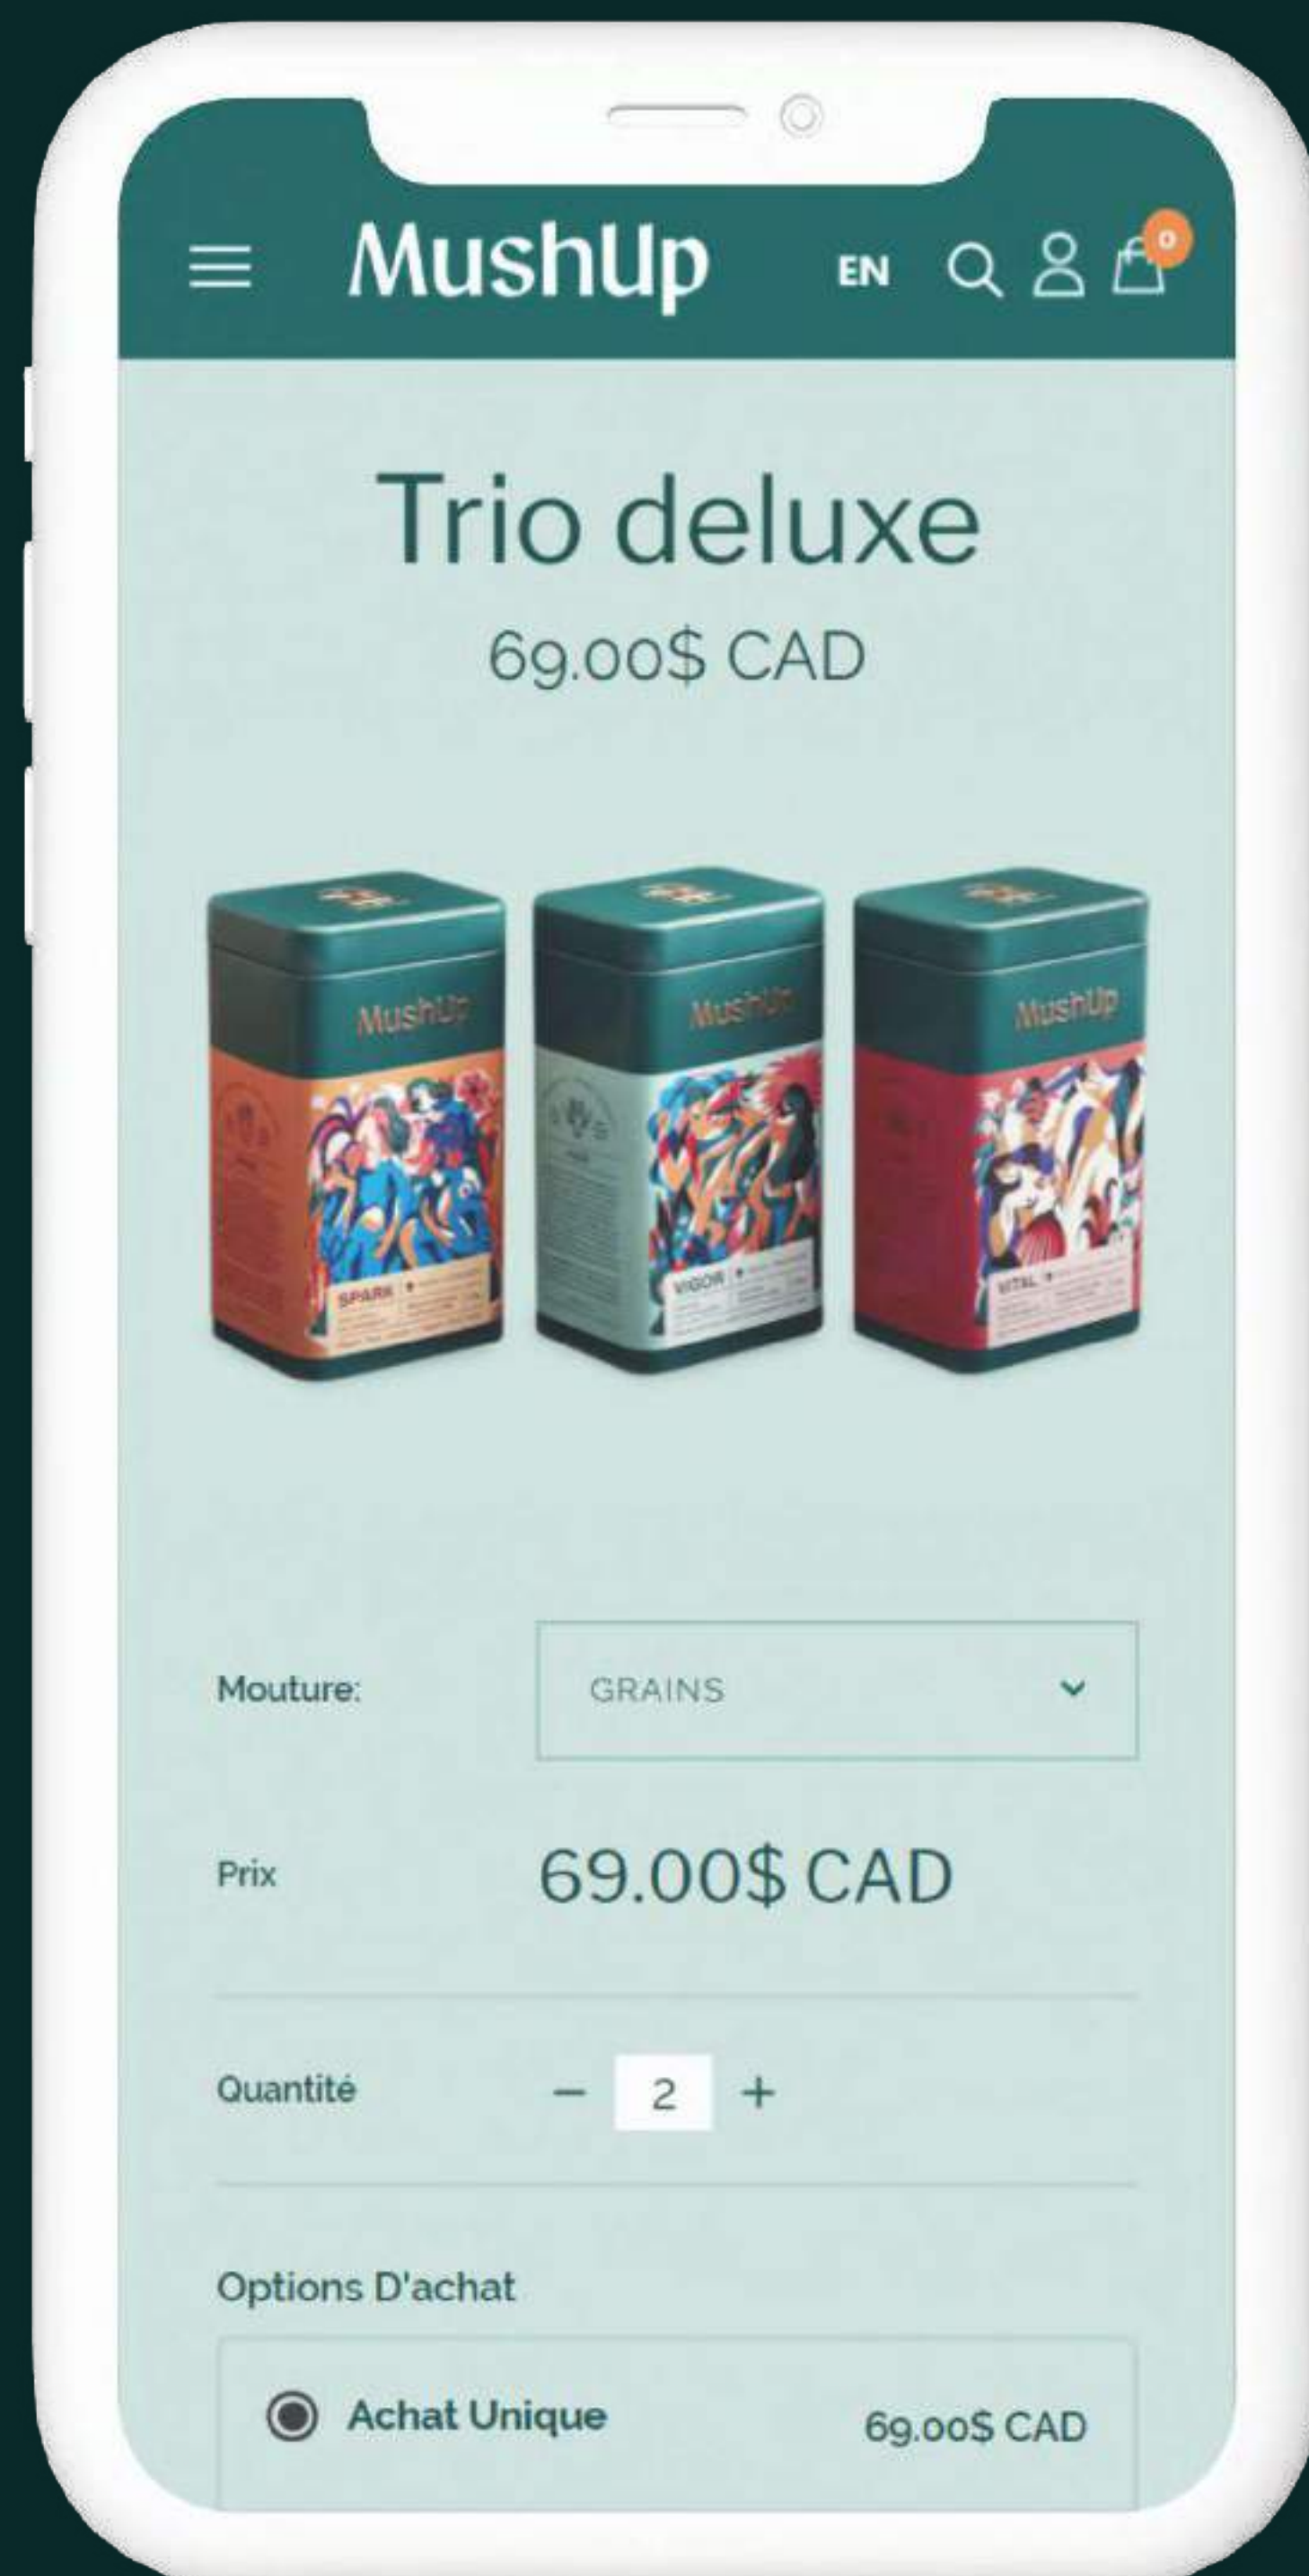 MushUp
EN
0
Trio deluxe
69.00$ CAD
MushUp
MushUp
MushUp
SPARK
VIGOR
VITAL
Mouture:
GRAINS
Prix
69.00$ CAD
Quantité
− 2 +
Options D'achat
Achat Unique
69.00$ CAD